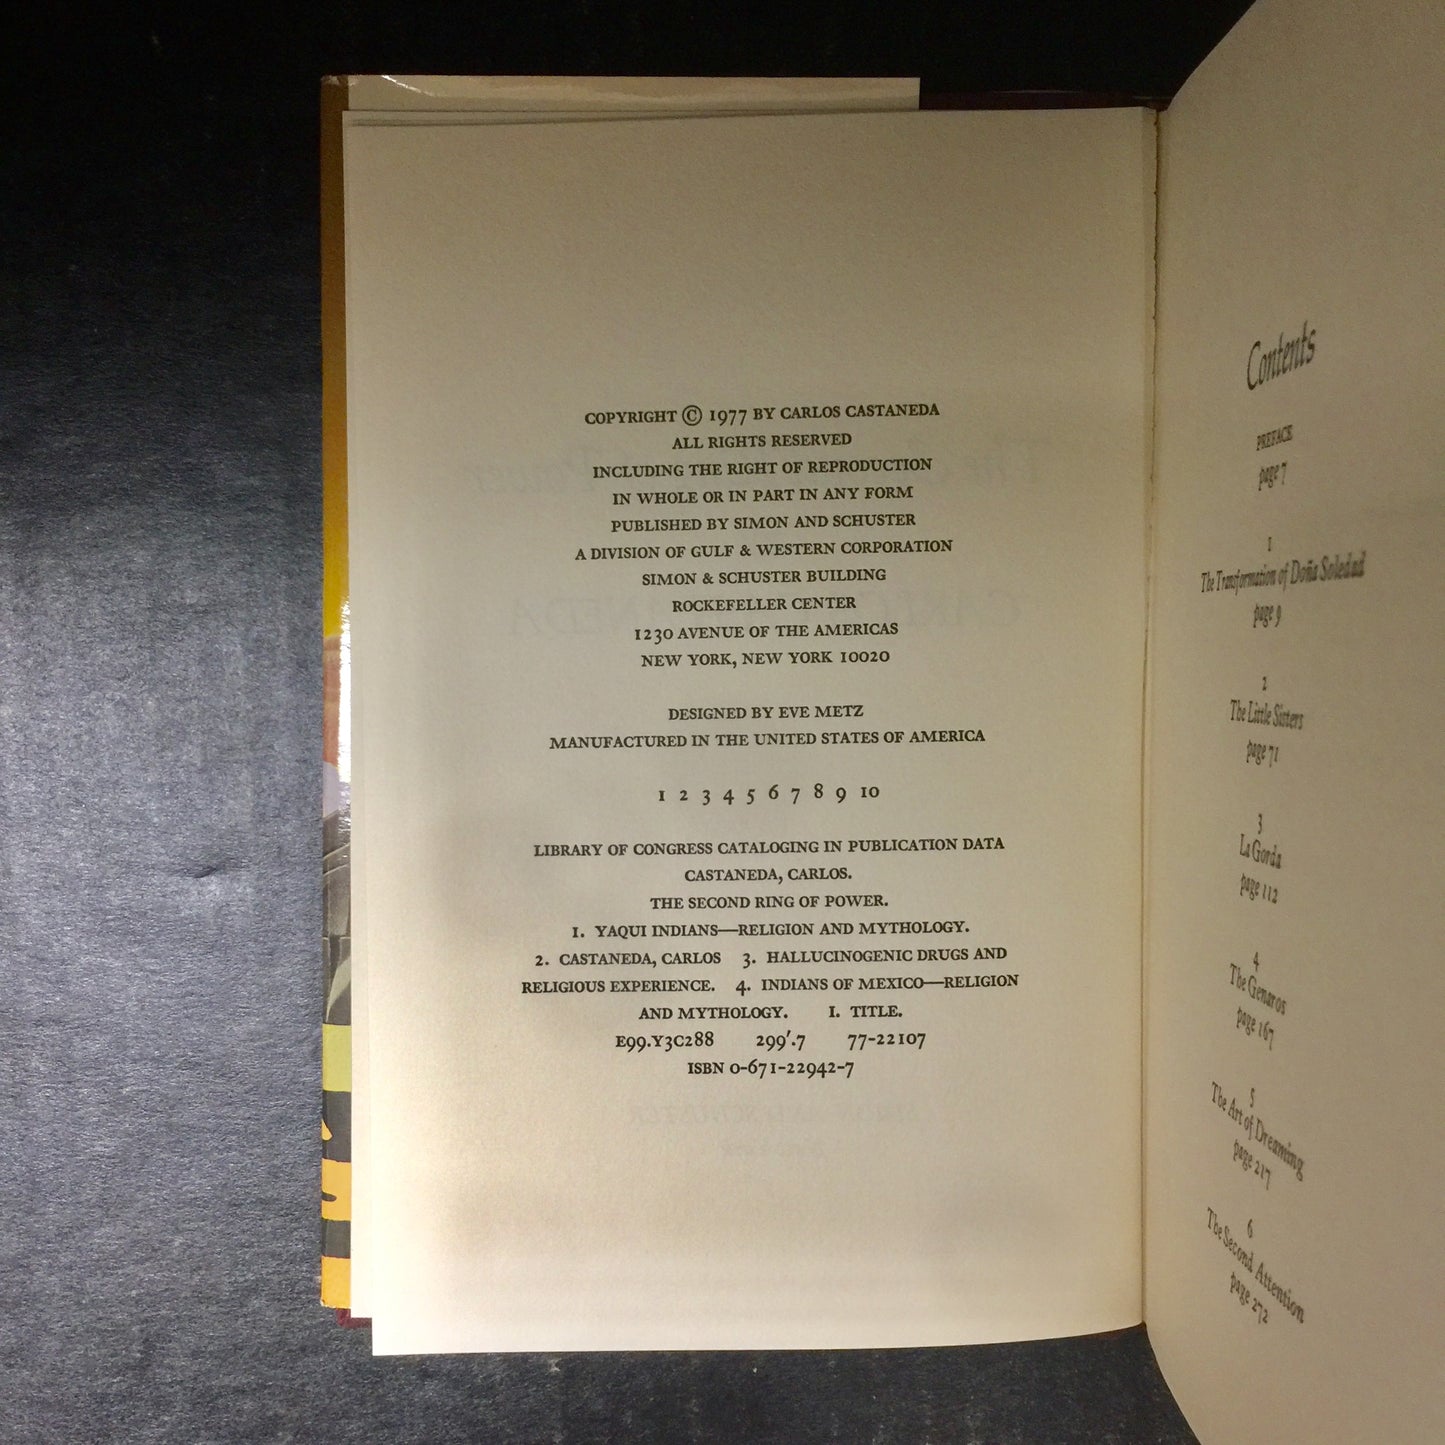 COPYRIGHT © 1977 BY CARLOS CASTANEDA
ALL RIGHTS RESERVED
INCLUDING THE RIGHT OF REPRODUCTION
IN WHOLE OR IN PART IN ANY FORM
PUBLISHED BY SIMON AND SCHUSTER
A DIVISION OF GULF & WESTERN CORPORATION
SIMON & SCHUSTER BUILDING
ROCKEFELLER CENTER
1230 AVENUE OF THE AMERICAS
NEW YORK, NEW YORK 10020
DESIGNED BY EVE METZ
MANUFACTURED IN THE UNITED STATES OF AMERICA
1 2 3 4 5 6 7 8 9 10
LIBRARY OF CONGRESS CATALOGING IN PUBLICATION DATA
CASTANEDA, CARLOS.
THE SECOND RING OF POWER.
1. YAQUI INDIANS—RELIGION AND MYTHOLOGY.
2. CASTANEDA, CARLOS 3. HALLUCINOGENIC DRUGS AND
RELIGIOUS EXPERIENCE. 4. INDIANS OF MEXICO—RELIGION
AND MYTHOLOGY. I. TITLE.
E99.Y3C288 299'.7 77-22107
ISBN 0-671-22942-7
Contents
PREFACE
page 7
1
The Transformation of Doña Soledad
page 9
2
The Little Sisters
page 71
3
La Gorda
page 112
4
The Genaros
page 167
5
The Art of Dreaming
page 217
6
The Second Attention
page 272